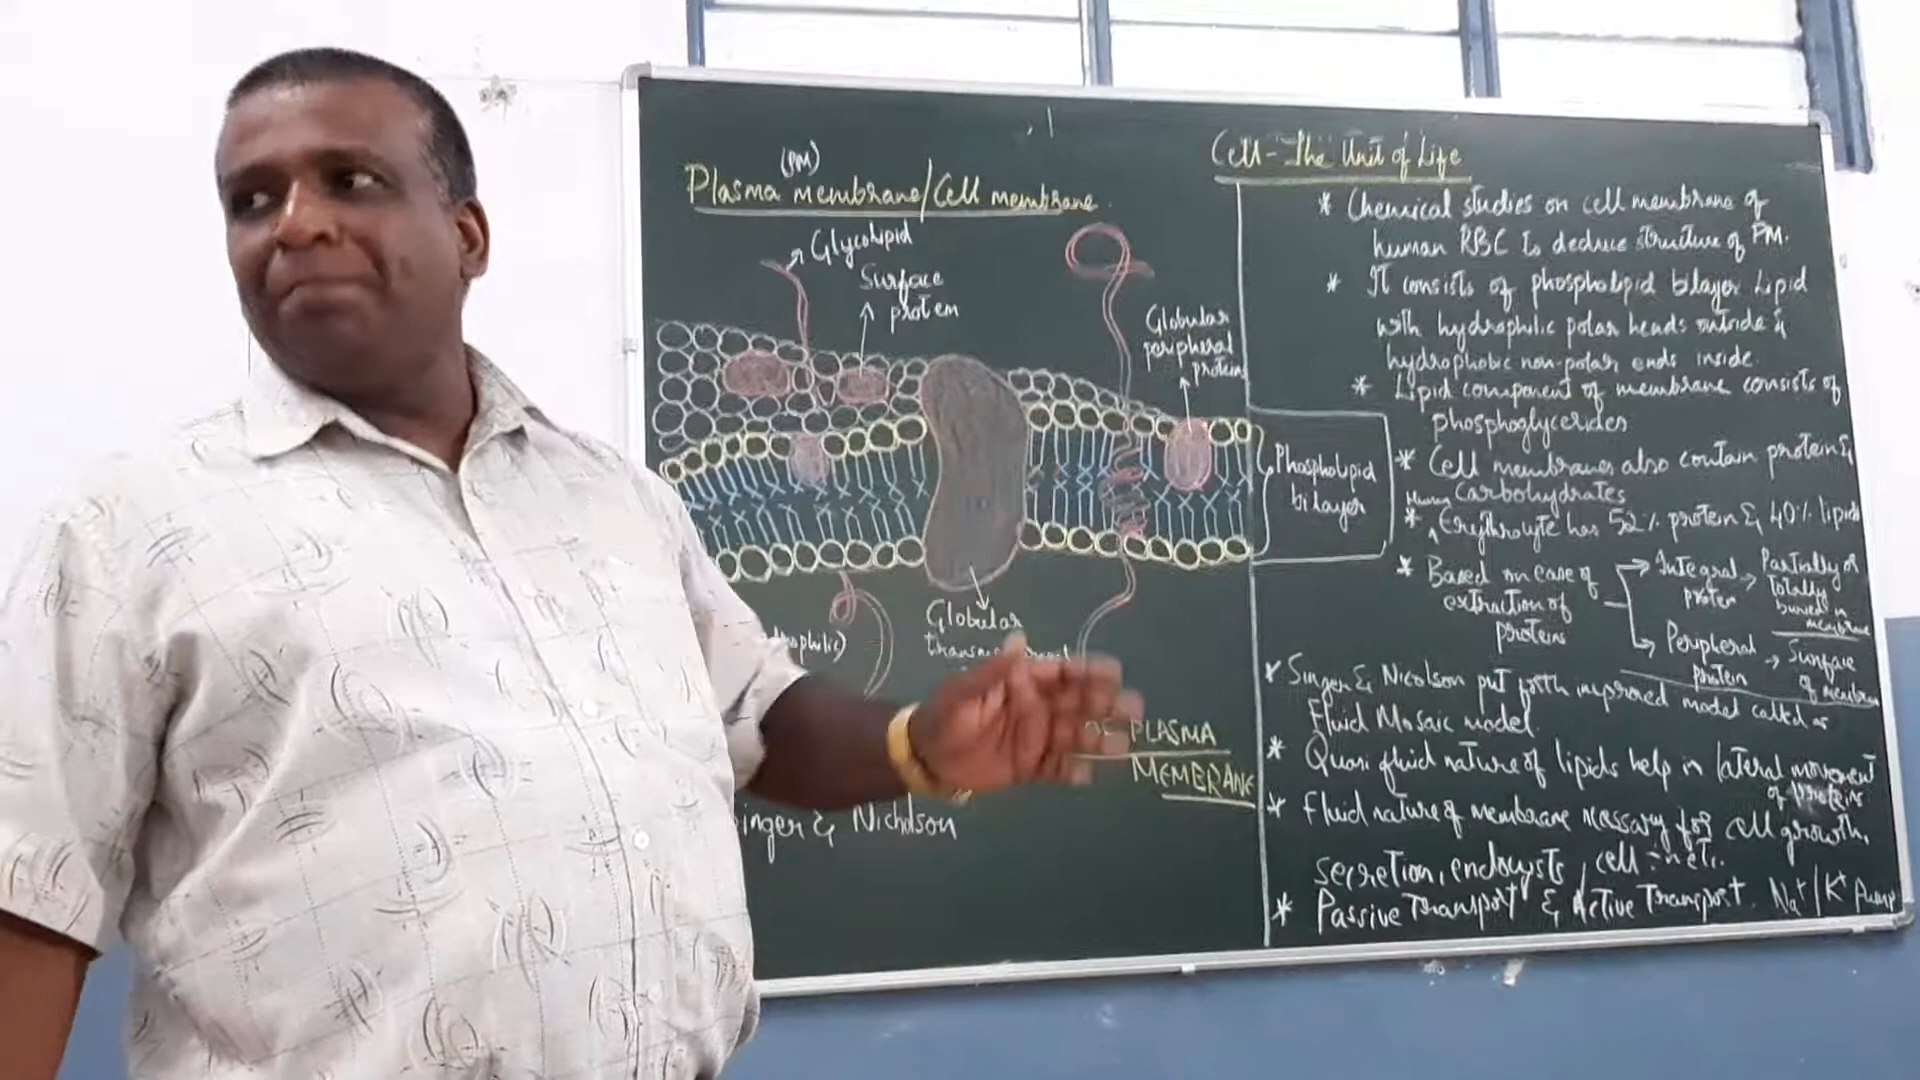 (PM)
Plasma membrane/Cell membrane
Glycolipid
Surface
protein
Globular
peripheral
protein
Phospholipid
bilayer
Globular
PLASMA
MEMBRANE
Singer & Nicholson
Cell-The Unit of Life
* Chemical studies on cell membrane of
human RBC to deduce structure of PM.
* It consists of phospholipid bilayer Lipid
with hydrophilic polar heads outside &
hydrophobic non-polar ends inside.
* Lipid component of membrane consists of
phosphoglycerides
* Cell membranes also contain protein &
carbohydrates
Human
* ∧ Erythrocyte has 52% protein & 40% lipids
* Based on ease of
extraction of
proteins
Integral
protein
Partially or
totally
buried in
membrane
Peripheral
protein
Surface
of membrane
* Singer & Nicolson put forth improved model called as
Fluid Mosaic model.
* Quasi fluid nature of lipids help in lateral movement
of proteins
* Fluid nature of membrane necessary for cell growth,
secretion, endocysts, cell
* Passive Transport & Active Transport. Na+/K+ Pump